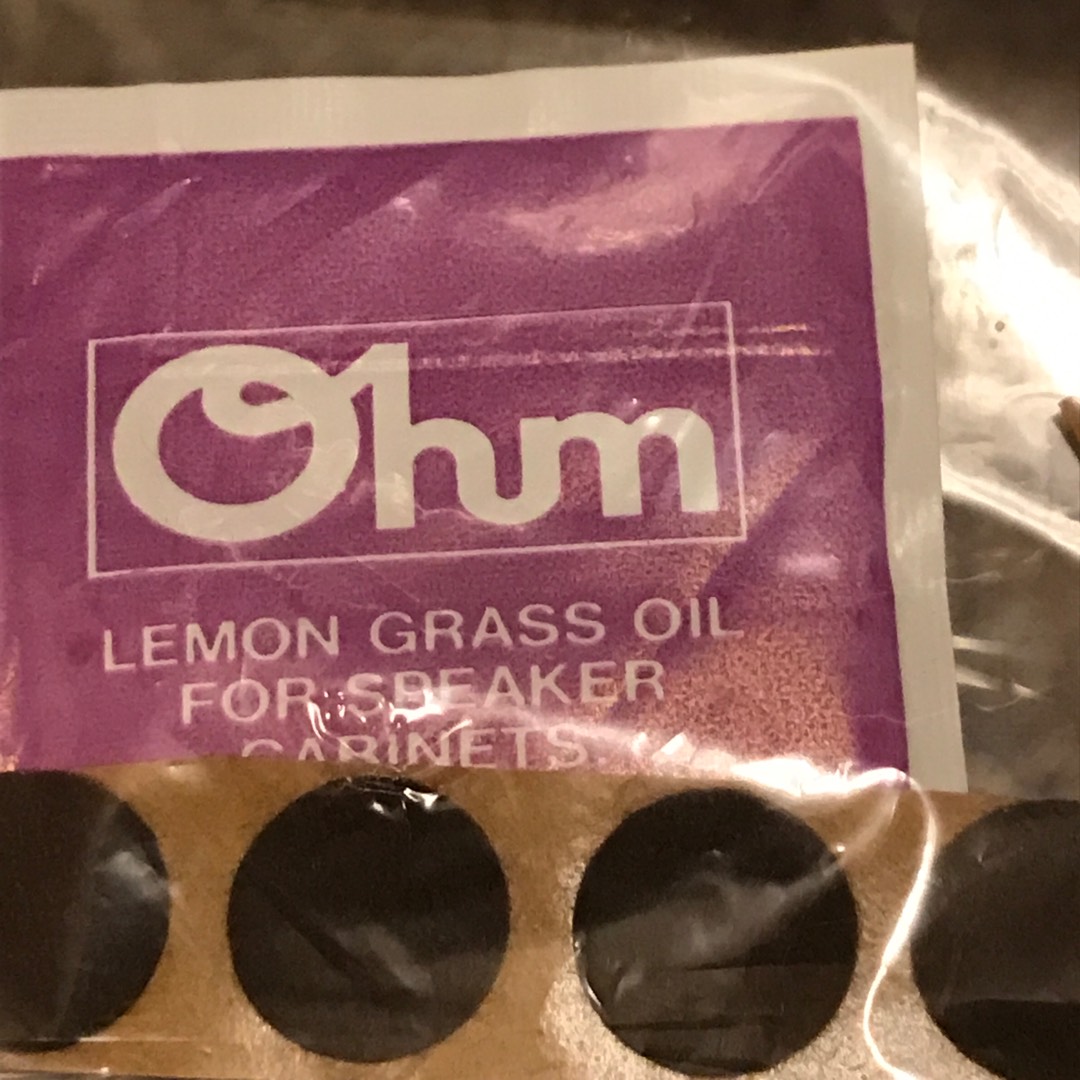 Ohm
LEMON GRASS OIL
FOR SPEAKER
CABINETS.